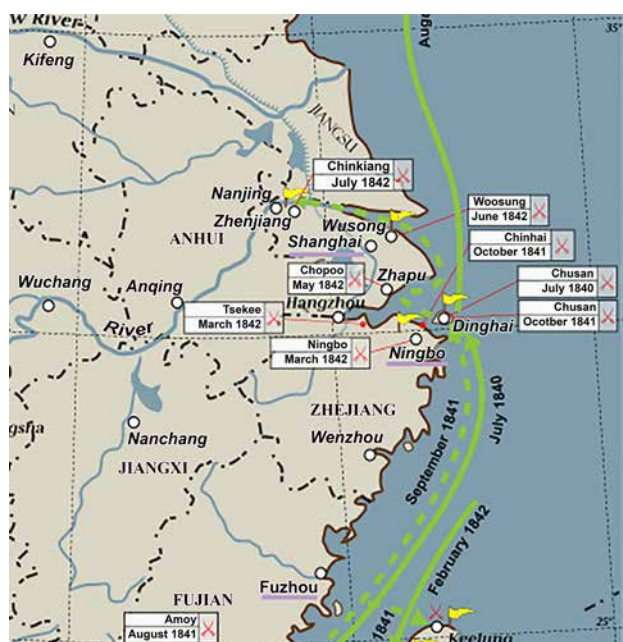 w River
35°
Kifeng
Augu
JIANGSU
Chinkiang
July 1842
Nanjing
Zhenjiang
Woosung
June 1842
Wusong
Shanghai
ANHUI
Chinhai
October 1841
Chopoo
May 1842
Zhapu
Chusan
July 1840
Wuchang
Anqing
Hangzhou
Tsekee
March 1842
Chusan
Ocotber 1841
Dinghai
River
Ningbo
March 1842
Ningbo
ZHEJIANG
July 1840
September 1841
gsha
Nanchang
Wenzhou
JIANGXI
February 1842
Fuzhou
FUJIAN
1841
Amoy
August 1841
25°
Keelung